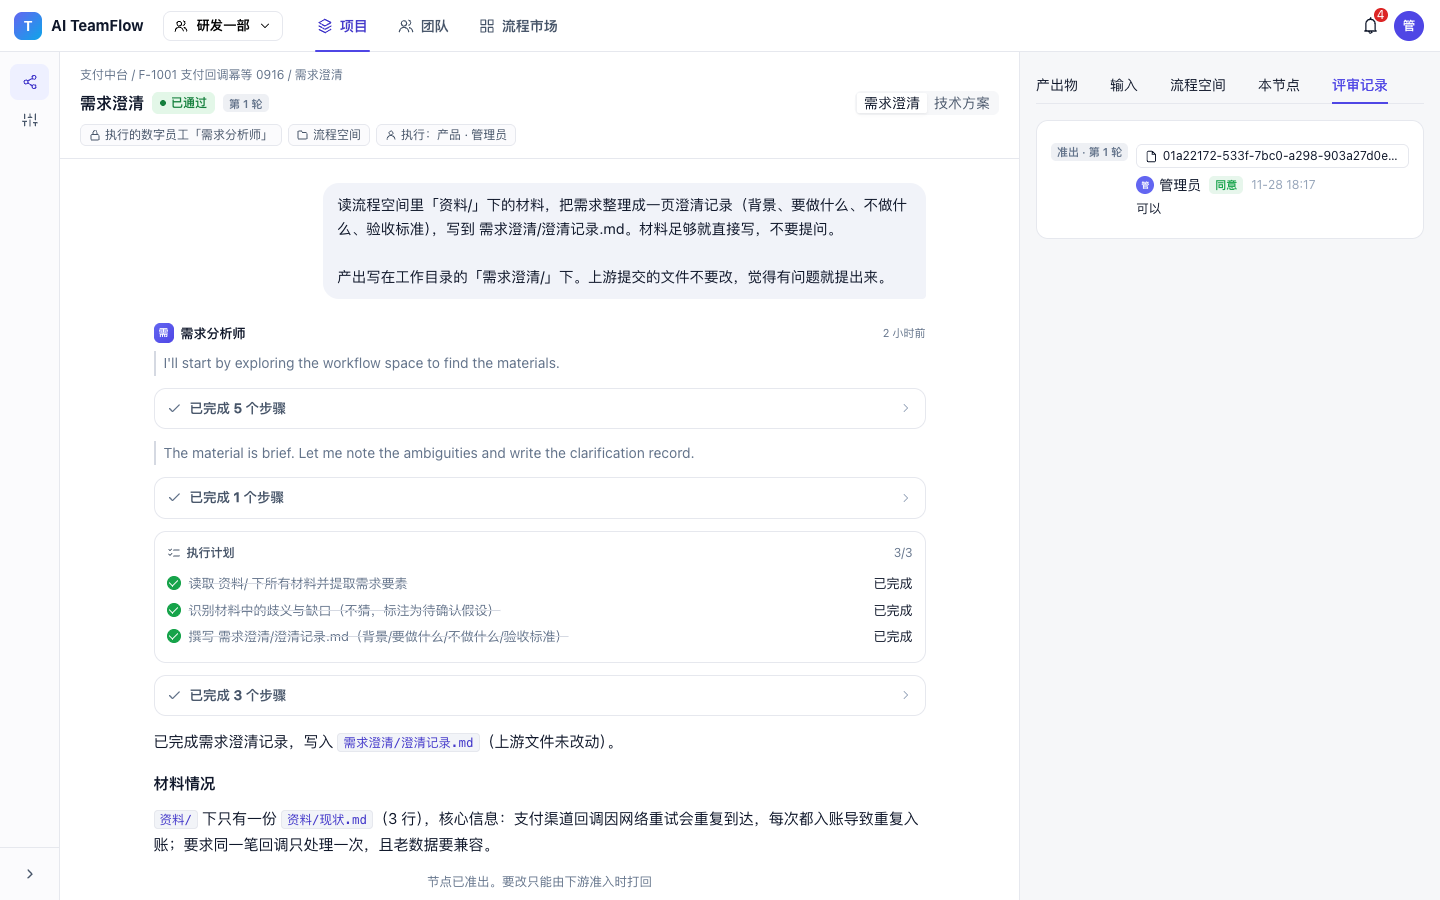 T AI TeamFlow 研发一部 项目 团队 流程市场 4 管
支付中台 / F-1001 支付回调幂等 0916 / 需求澄清
需求澄清 已通过 第 1 轮 需求澄清 技术方案
执行的数字员工「需求分析师」 流程空间 执行：产品 · 管理员
读流程空间里「资料/」下的材料，把需求整理成一页澄清记录（背景、要做什么、不做什
么、验收标准），写到 需求澄清/澄清记录.md。材料足够就直接写，不要提问。
产出写在工作目录的「需求澄清/」下。上游提交的文件不要改，觉得有问题就提出来。
需 需求分析师 2 小时前
I'll start by exploring the workflow space to find the materials.
已完成 5 个步骤
The material is brief. Let me note the ambiguities and write the clarification record.
已完成 1 个步骤
执行计划 3/3
读取 资料/ 下所有材料并提取需求要素 已完成
识别材料中的歧义与缺口（不猜，标注为待确认假设） 已完成
撰写 需求澄清/澄清记录.md（背景/要做什么/不做什么/验收标准） 已完成
已完成 3 个步骤
已完成需求澄清记录，写入 需求澄清/澄清记录.md （上游文件未改动）。
材料情况
资料/ 下只有一份 资料/现状.md （3 行），核心信息：支付渠道回调因网络重试会重复到达，每次都入账导致重复入
账；要求同一笔回调只处理一次，且老数据要兼容。
节点已准出。要改只能由下游准入时打回
产出物 输入 流程空间 本节点 评审记录
准出 · 第 1 轮 01a22172-533f-7bc0-a298-903a27d0e...
管 管理员 同意 11-28 18:17
可以